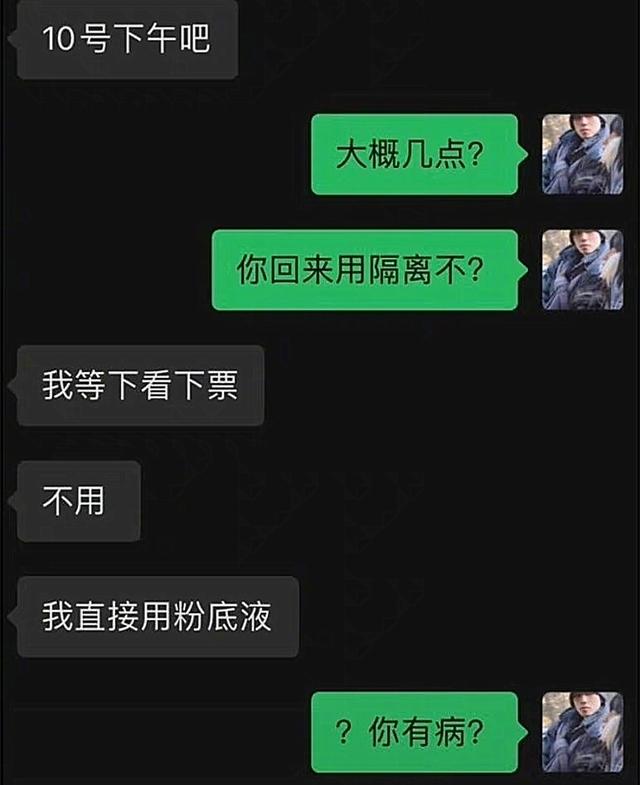 10号下午吧
大概几点?
你回来用隔离不?
我等下看下票
不用
我直接用粉底液
？你有病?